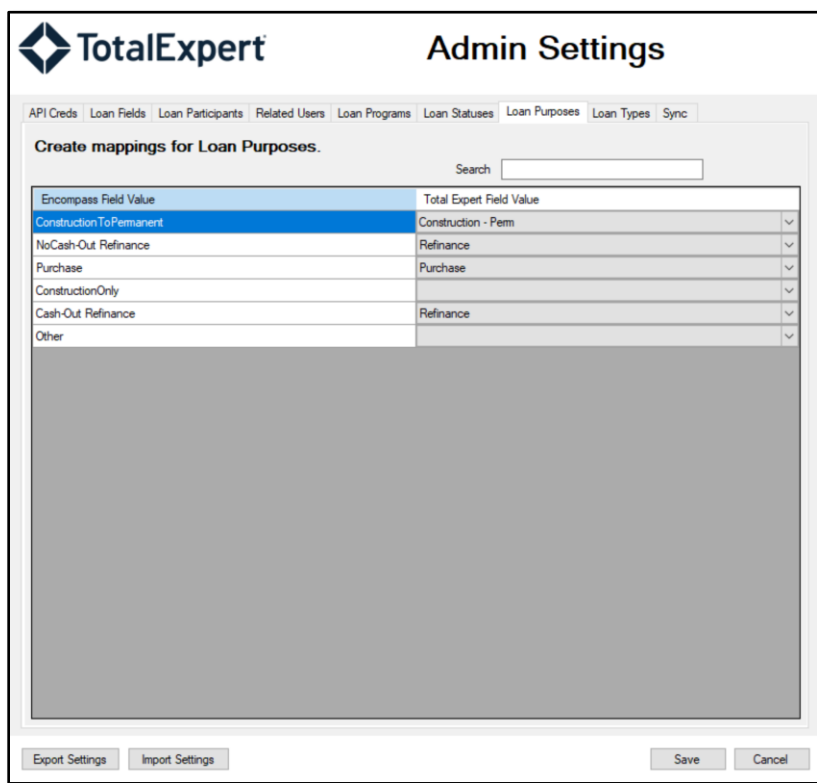 TotalExpert Admin Settings
API Creds Loan Fields Loan Participants Related Users Loan Programs Loan Statuses Loan Purposes Loan Types Sync
Create mappings for Loan Purposes.
Search
Encompass Field Value Total Expert Field Value
ConstructionToPermanent Construction - Perm
NoCash-Out Refinance Refinance
Purchase Purchase
ConstructionOnly
Cash-Out Refinance Refinance
Other
Export Settings Import Settings Save Cancel